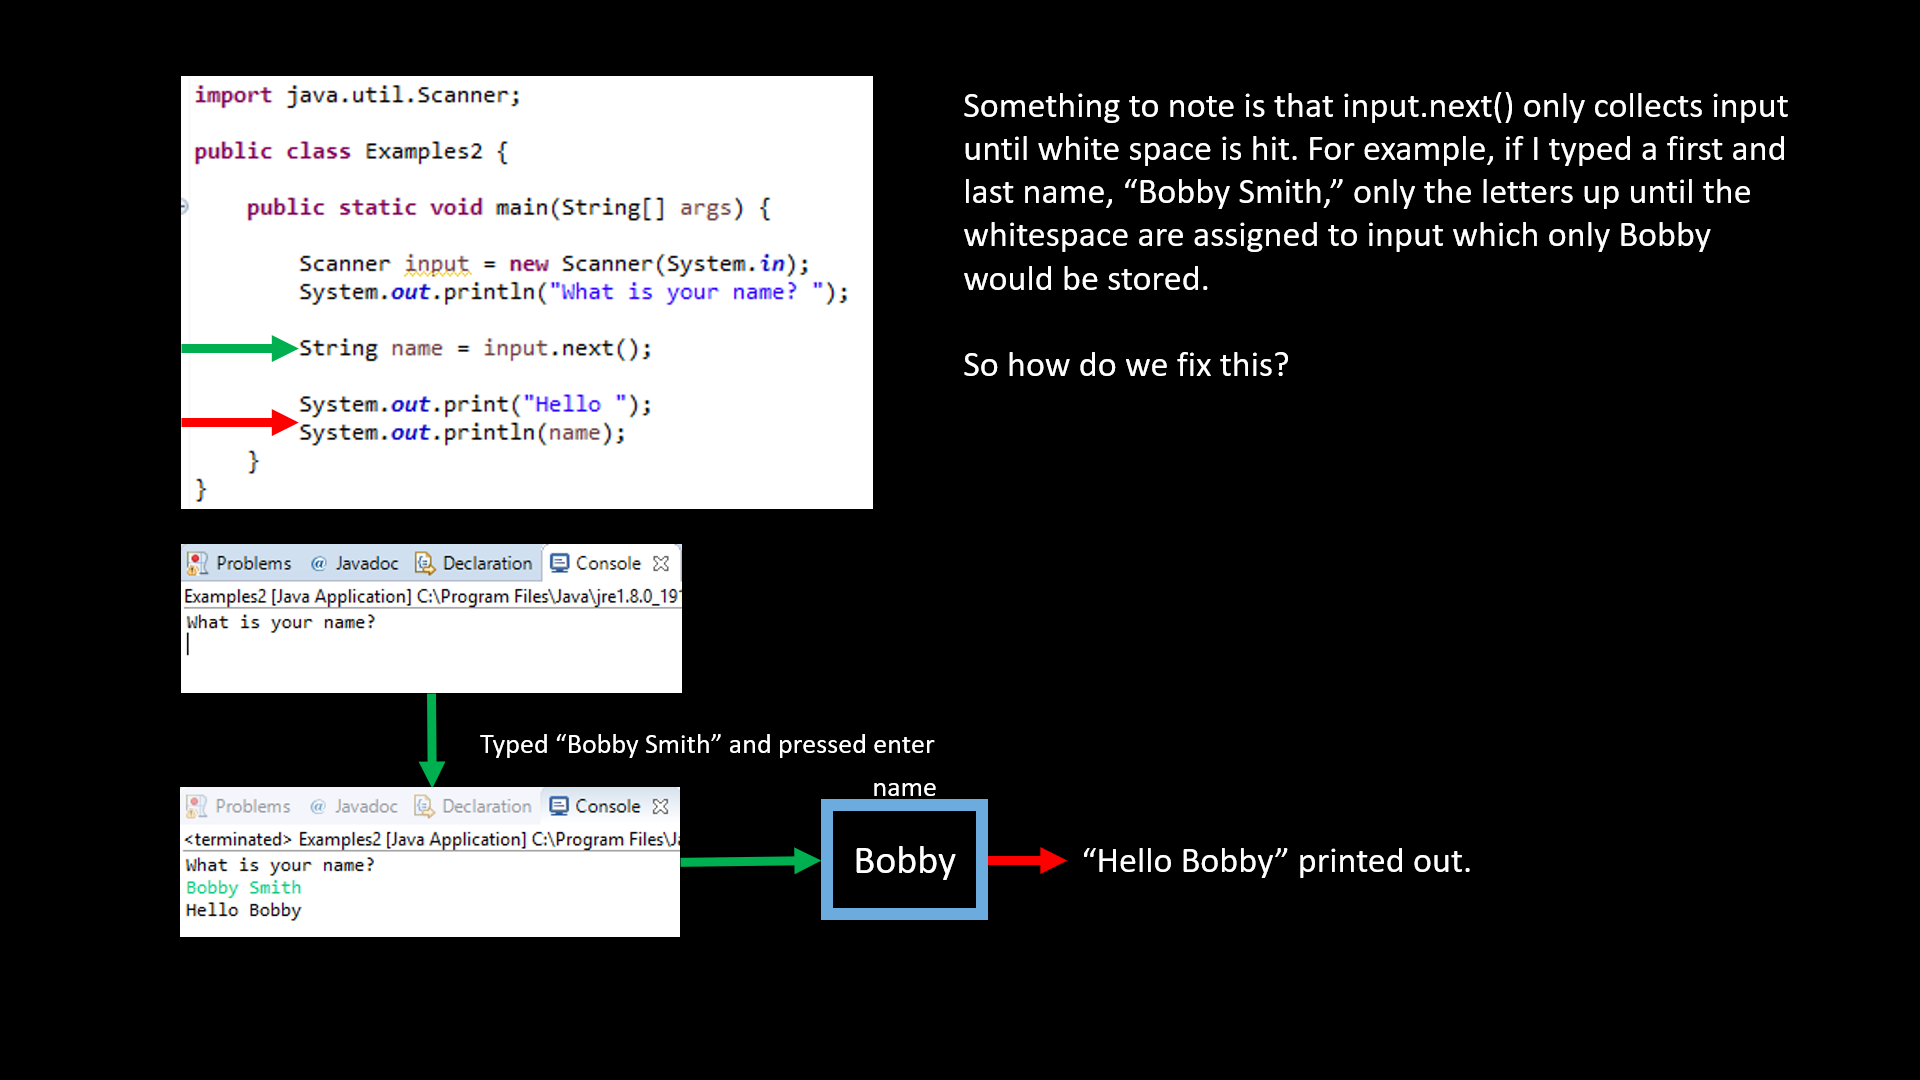 import java.util.Scanner;
public class Examples2 {
public static void main(String[] args) {
Scanner input = new Scanner(System.in);
System.out.println("What is your name? ");
String name = input.next();
System.out.print("Hello ");
System.out.println(name);
}
}
Something to note is that input.next() only collects input
until white space is hit. For example, if I typed a first and
last name, “Bobby Smith,” only the letters up until the
whitespace are assigned to input which only Bobby
would be stored.
So how do we fix this?
Problems @ Javadoc Declaration Console
Examples2 [Java Application] C:\Program Files\Java\jre1.8.0_191
What is your name?
Typed “Bobby Smith” and pressed enter
Problems @ Javadoc Declaration Console
<terminated> Examples2 [Java Application] C:\Program Files\Ja
What is your name?
Bobby Smith
Hello Bobby
name
Bobby
“Hello Bobby” printed out.